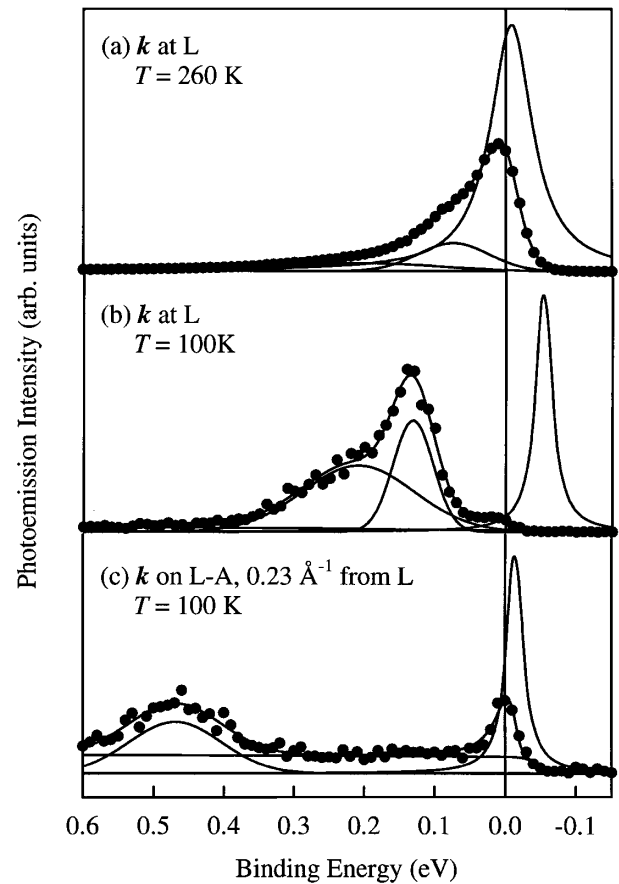 (a) k at L
T = 260 K
(b) k at L
T = 100K
(c) k on L-A, 0.23 Å⁻¹ from L
T = 100 K
Photoemission Intensity (arb. units)
0.6 0.5 0.4 0.3 0.2 0.1 0.0 -0.1
Binding Energy (eV)